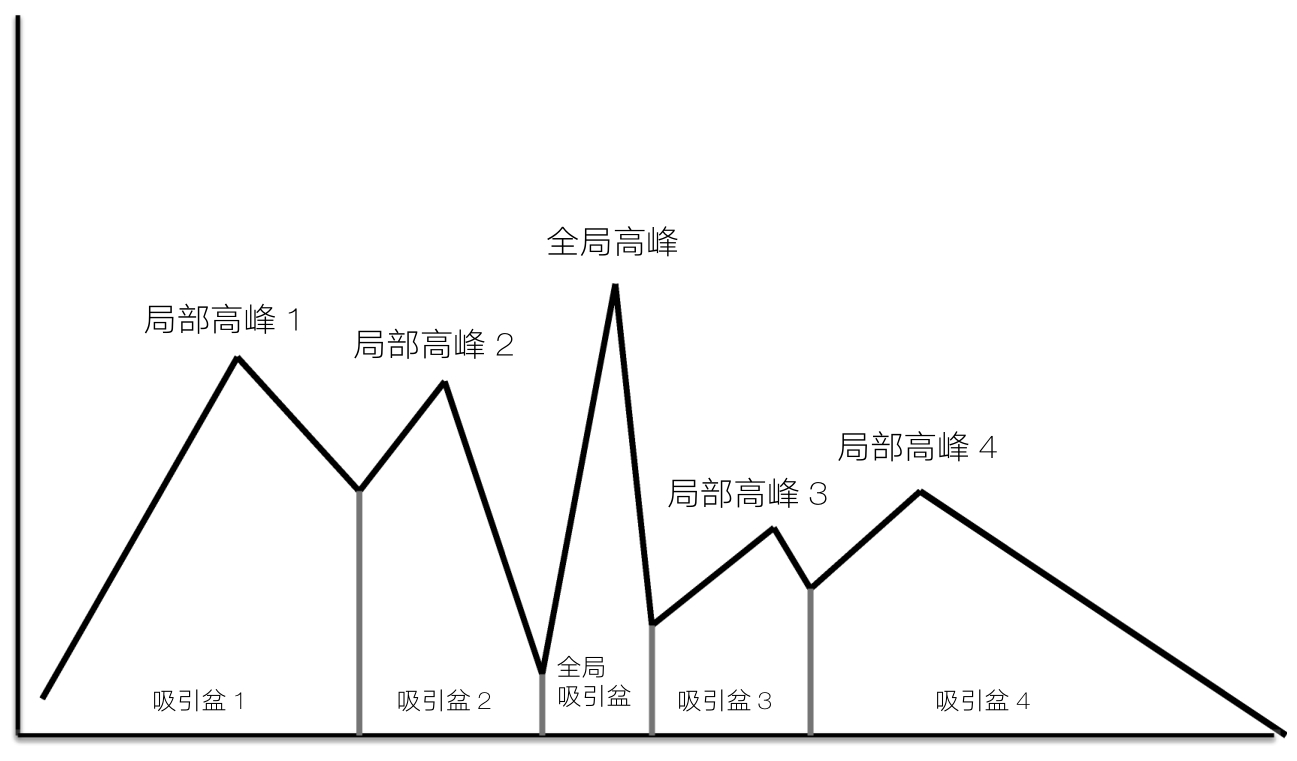 全局高峰
局部高峰 1
局部高峰 2
局部高峰 4
局部高峰 3
吸引盆 1
吸引盆 2
全局
吸引盆
吸引盆 3
吸引盆 4